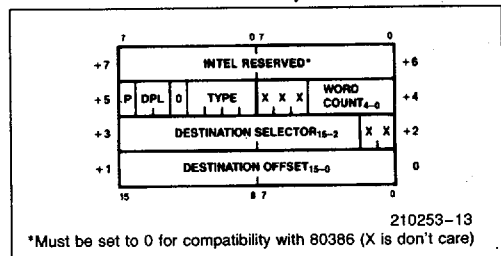 7 0 7 0
+7 INTEL RESERVED* +6
+5 P DPL 0 TYPE X X X WORD COUNT4–0 +4
+3 DESTINATION SELECTOR15–2 X X +2
+1 DESTINATION OFFSET15–0 0
15 8 7 0
210253–13
*Must be set to 0 for compatibility with 80386 (X is don't care)